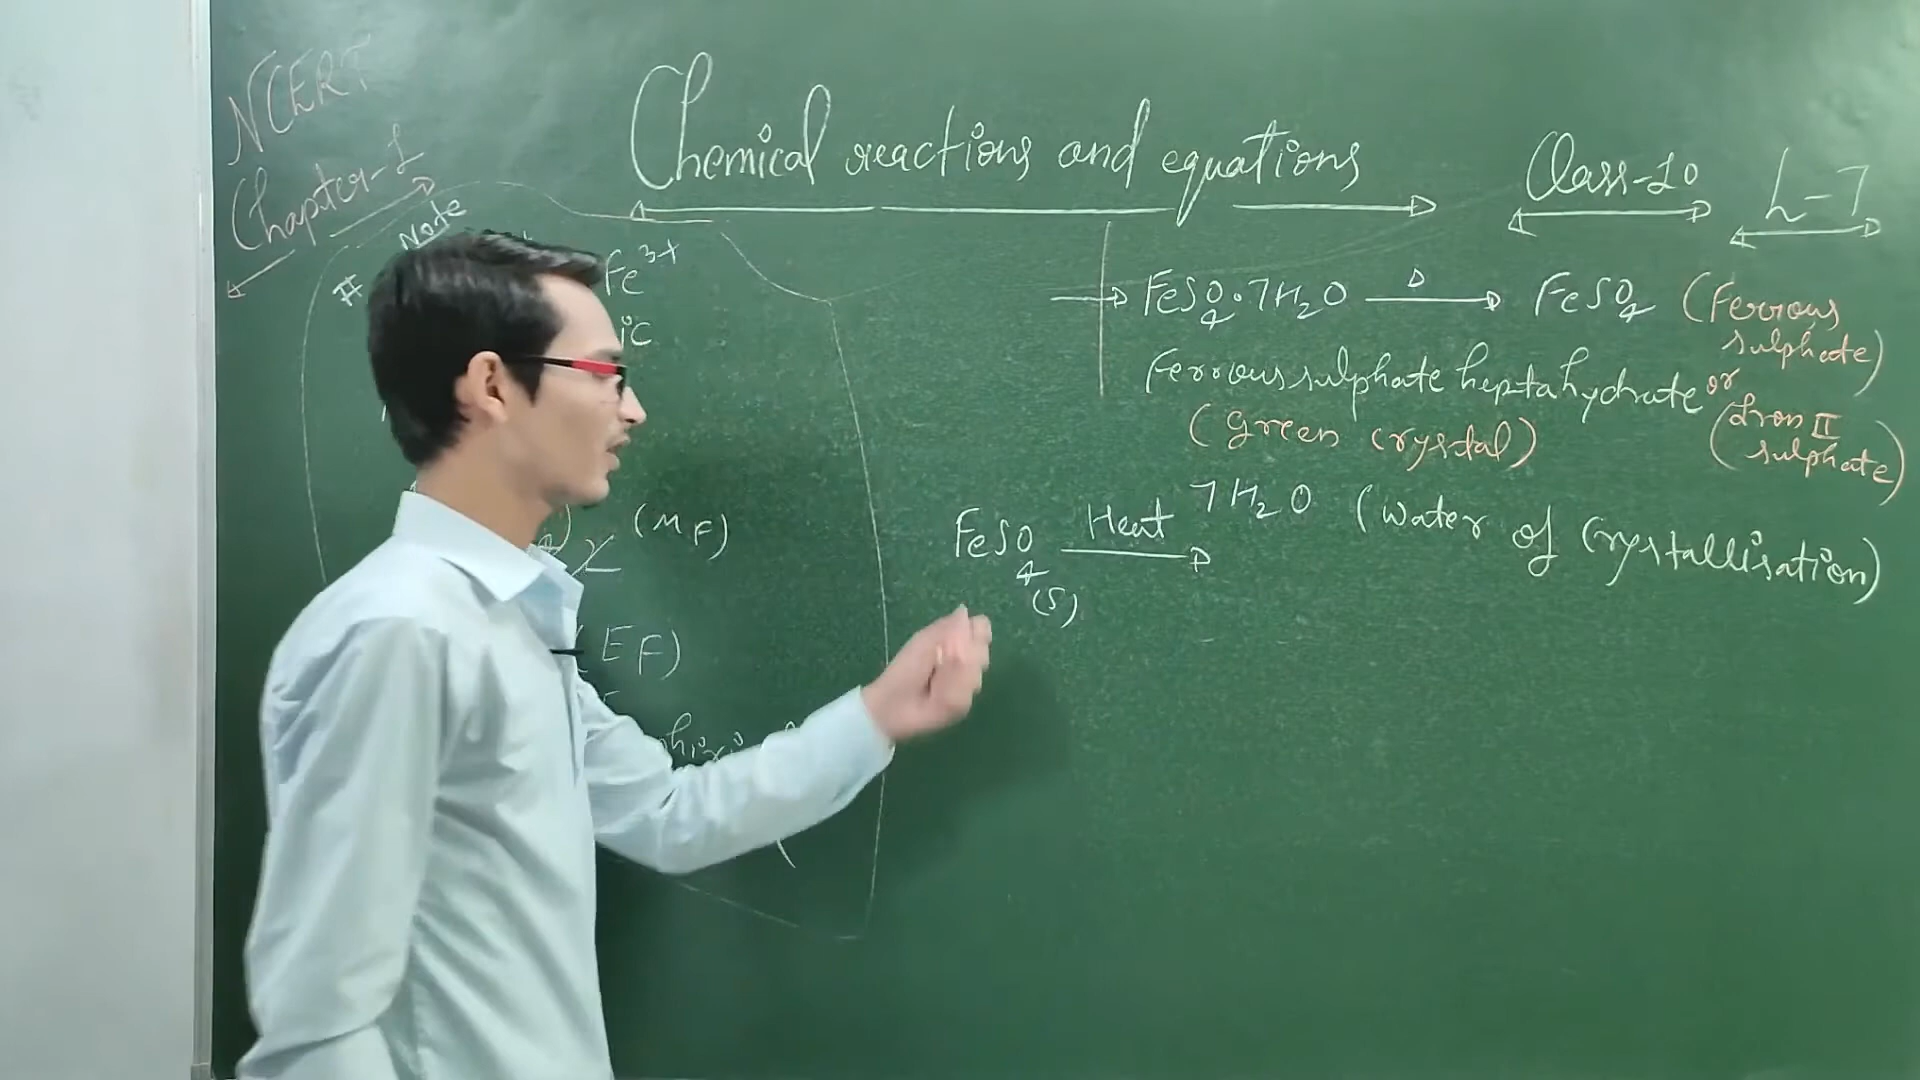 NCERT
Chapter-1
Chemical reactions and equations
Class-10
L-7
# Note
Fe3+
ic
(MF)
(EF)
→ FeSO4.7H2O Δ→ FeSO4 (Ferrous sulphate)
Ferrous sulphate heptahydrate
or
(Iron II sulphate)
(Green crystal)
7H2O (Water of Crystallisation)
FeSO4(s) Heat→